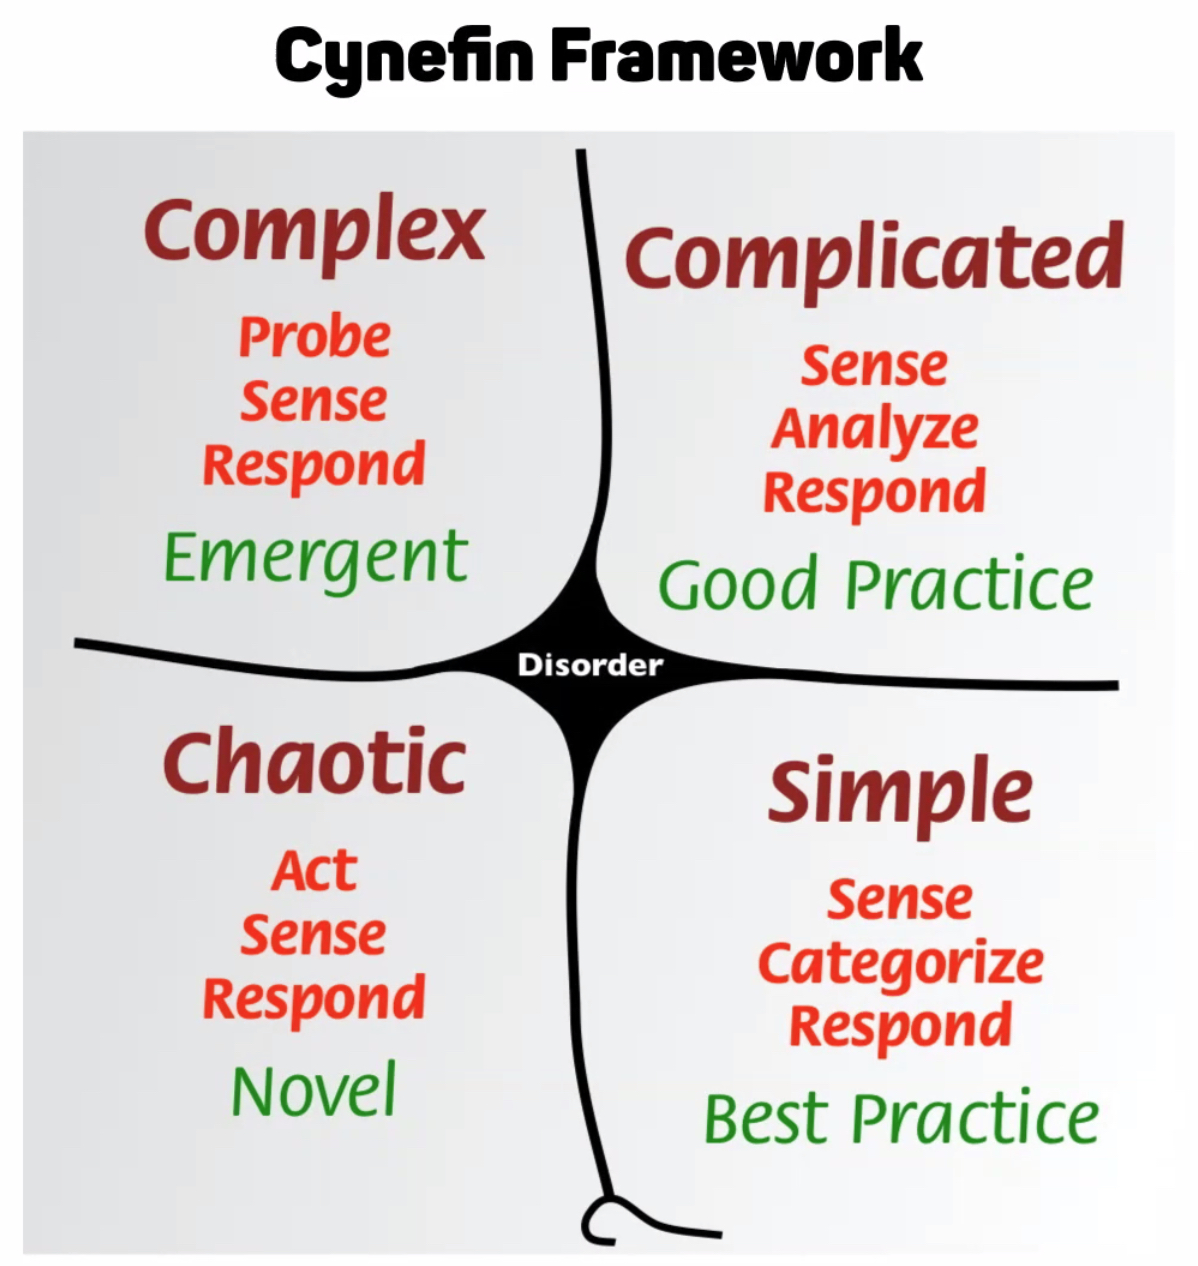 Cynefin Framework
Complex
Probe
Sense
Respond
Emergent
Complicated
Sense
Analyze
Respond
Good Practice
Disorder
Chaotic
Act
Sense
Respond
Novel
Simple
Sense
Categorize
Respond
Best Practice